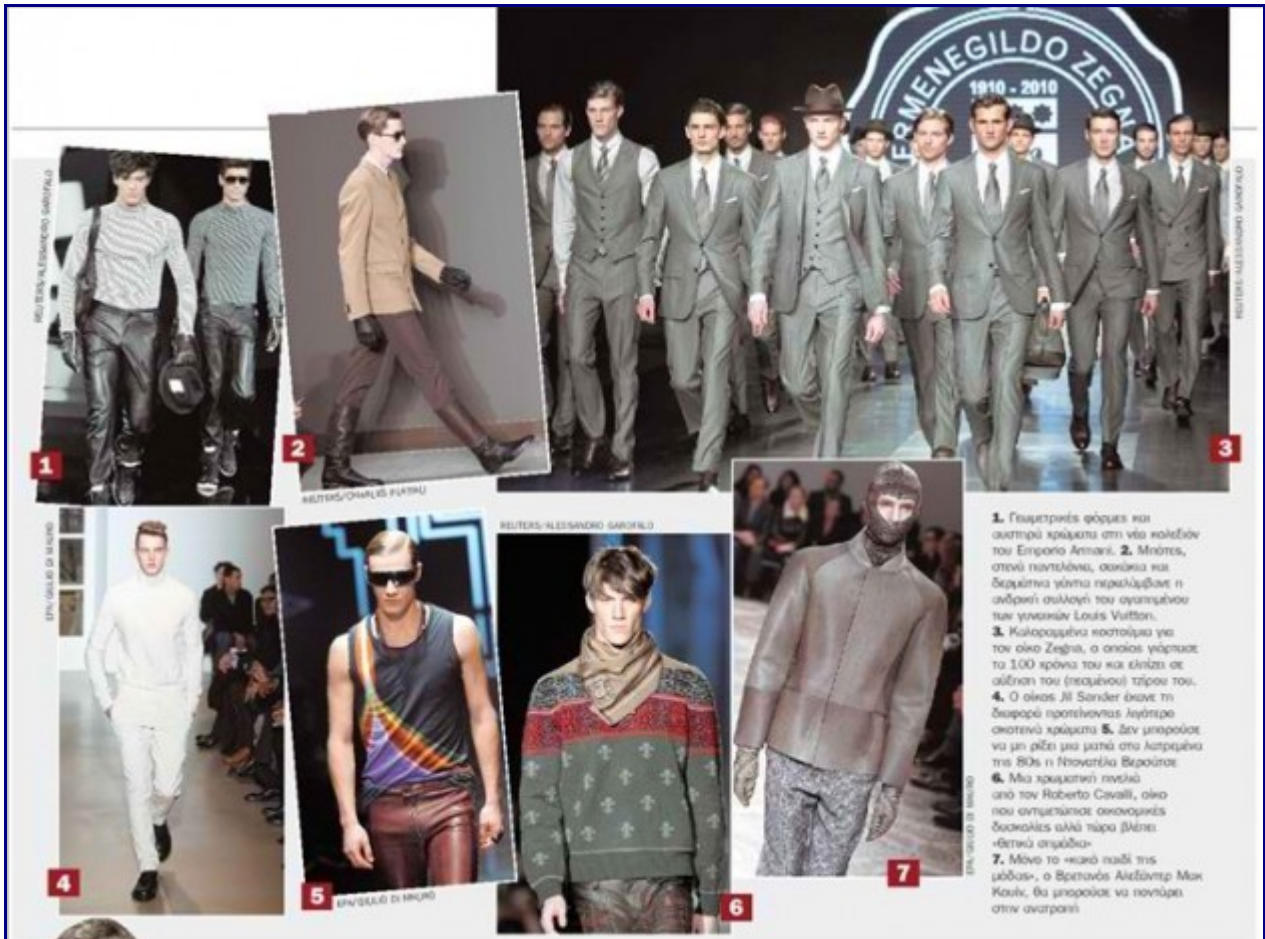 ERMENEGILDO ZEGNA
1910 - 2010
REUTERS/ALESSANDRO GAROFALO
REUTERS/ALESSANDRO GAROFALO
1
2
3
REUTERS/
EPA/GIULIO DI MAURO
REUTERS/ALESSANDRO GAROFALO
4
5
EPA/GIULIO DI MAURO
6
7
EPA/GIULIO DI MAURO
1. Γεωμετρικές φόρμες και
αυστηρά χρώματα στη νέα κολεξιόν
του Emporio Armani. 2. Μπότες,
στενά παντελόνια, σακάκια και
δερμάτινα γάντια περιελάμβανε η
ανδρική συλλογή του αγαπημένου
των γυναικών Louis Vuitton.
3. Καλοραμμένα κοστούμια για
τον οίκο Zegna, ο οποίος γιόρτασε
τα 100 χρόνια του και ελπίζει σε
αύξηση του (πεσμένου) τζίρου του.
4. Ο οίκος Jil Sander έκανε τη
διαφορά προτείνοντας λιγότερο
σκοτεινά χρώματα 5. Δεν μπορούσε
να μη ρίξει μια ματιά στα λατρεμένα
της 80s η Ντονατέλα Βερσάτσε
6. Μια χρωματική πινελιά
από τον Roberto Cavalli, οίκο
που αντιμετώπισε οικονομικές
δυσκολίες αλλά τώρα βλέπει
«θετικά σημάδια»
7. Μόνο το «κακό παιδί της
μόδας», ο Βρετανός Αλεξάντερ Μακ
Κουίν, θα μπορούσε να ποντάρει
στην ανατροπή